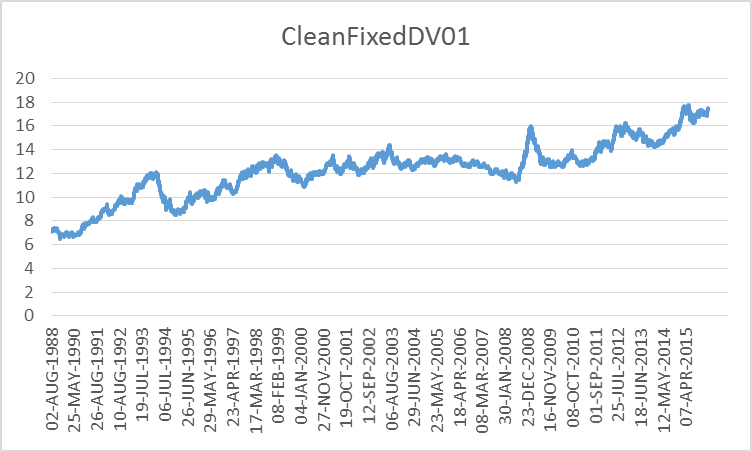 CleanFixedDV01
20
18
16
14
12
10
8
6
4
2
0
02-AUG-1988
25-MAY-1990
26-AUG-1991
10-AUG-1992
19-JUL-1993
06-JUL-1994
26-JUN-1995
29-MAY-1996
23-APR-1997
17-MAR-1998
08-FEB-1999
04-JAN-2000
27-NOV-2000
19-OCT-2001
12-SEP-2002
06-AUG-2003
28-JUN-2004
23-MAY-2005
18-APR-2006
08-MAR-2007
30-JAN-2008
23-DEC-2008
16-NOV-2009
08-OCT-2010
01-SEP-2011
25-JUL-2012
18-JUN-2013
12-MAY-2014
07-APR-2015